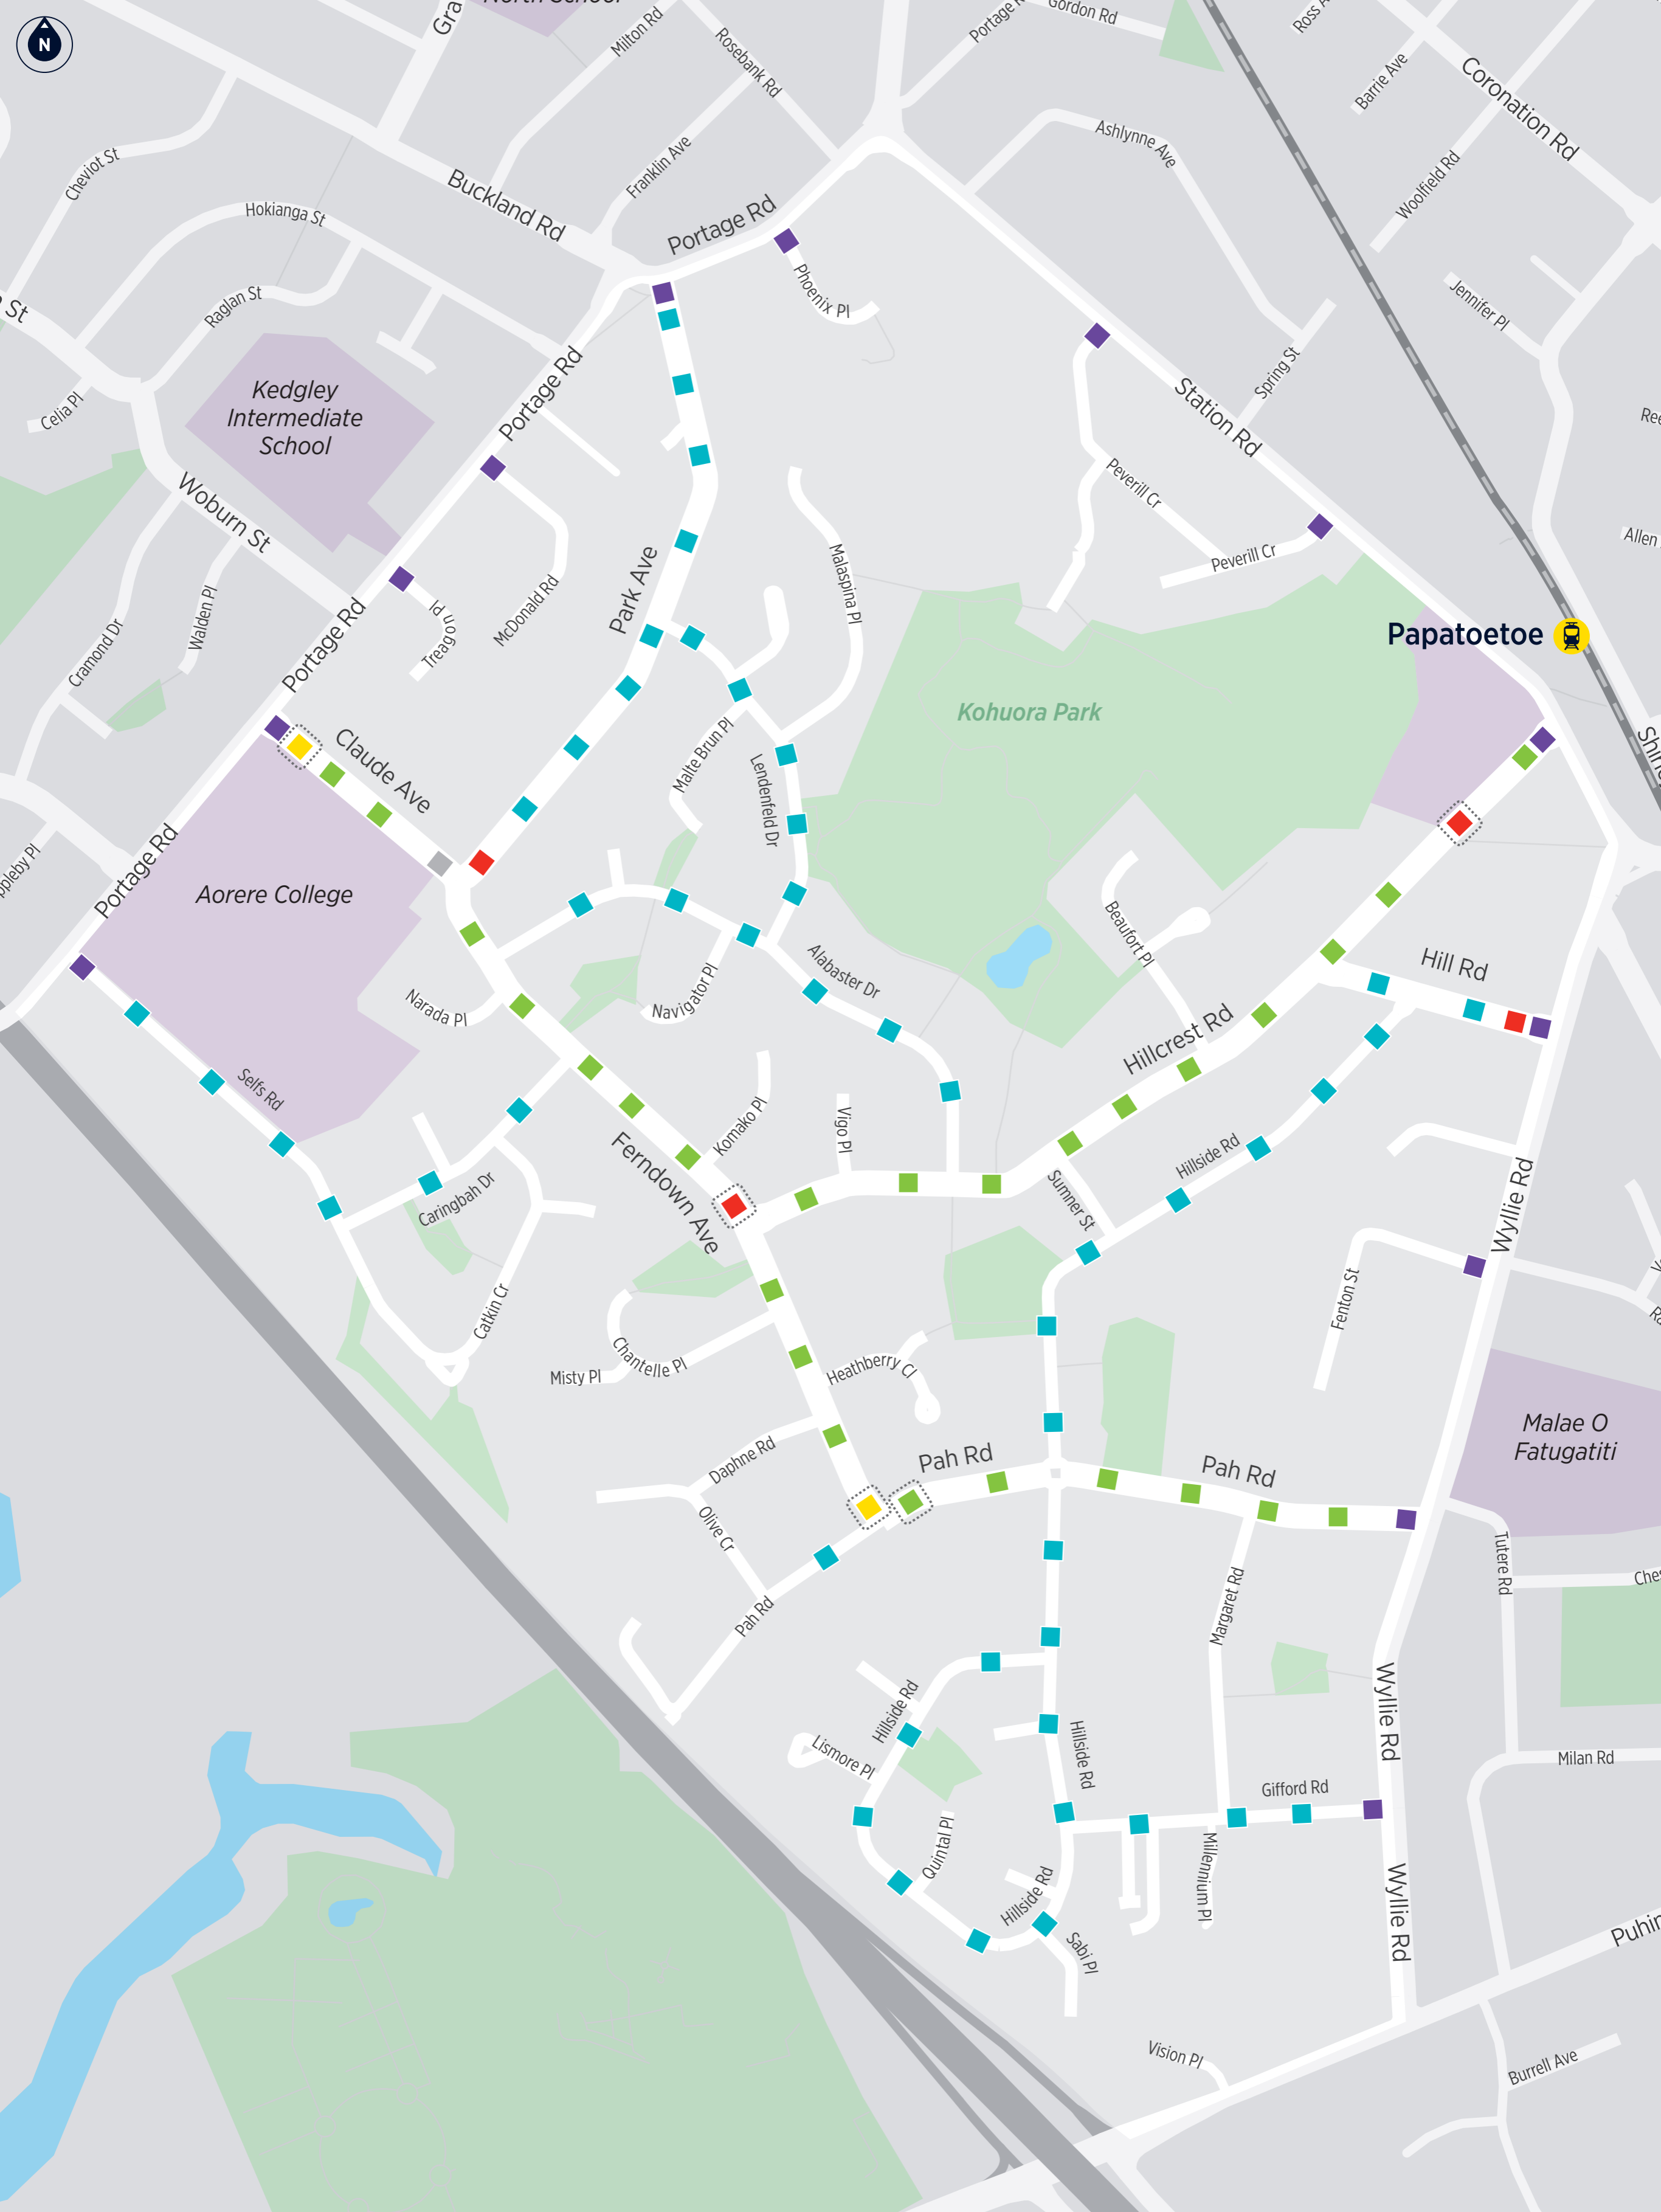 N
North School
Milton Rd
Rosebank Rd
Gordon Rd
Barrie Ave
Coronation Rd
Cheviot St
Franklin Ave
Ashlynne Ave
Woolfield Rd
Hokianga St
Buckland Rd
Portage Rd
Phoenix Pl
Jennifer Pl
Raglan St
Spring St
St
Kedgley
Intermediate
School
Celia Pl
Portage Rd
Station Rd
Peverill Cr
Woburn St
Allen
Peverill Cr
Malaspina Pl
Park Ave
McDonald Rd
Treagon Pl
Walden Pl
Cramond Dr
Portage Rd
Papatoetoe
Kohuora Park
Claude Ave
Malte Brun Pl
Lendenfeld Dr
Portage Rd
Aorere College
Beaufort Pl
Alabaster Dr
Hill Rd
Navigator Pl
Narada Pl
Hillcrest Rd
Selfs Rd
Komako Pl
Vigo Pl
Ferndown Ave
Hillside Rd
Caringbah Dr
Sumner St
Wyllie Rd
Catkin Cr
Fenton St
Chantelle Pl
Misty Pl
Heathberry Cl
Malae O
Fatugatiti
Daphne Rd
Pah Rd
Pah Rd
Olive Cr
Tutere Rd
Pah Rd
Margaret Rd
Hillside Rd
Wyllie Rd
Lismore Pl
Hillside Rd
Milan Rd
Gifford Rd
Quintal Pl
Millennium Pl
Hillside Rd
Wyllie Rd
Sabi Pl
Vision Pl
Burrell Ave